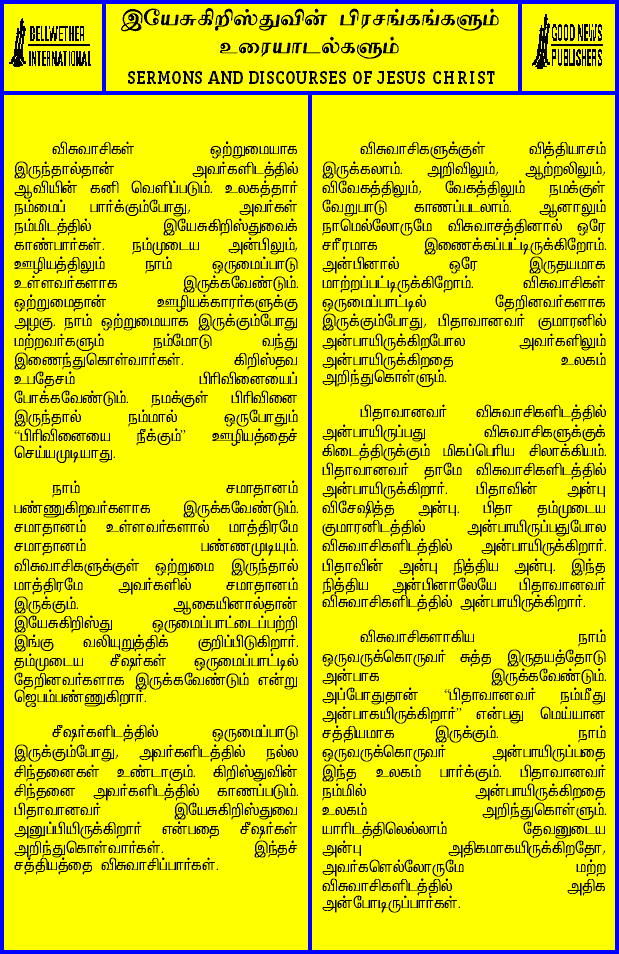 BELLWETHER
INTERNATIONAL
இயேசுகிறிஸ்துவின் பிரசங்கங்களும்
உரையாடல்களும்
SERMONS AND DISCOURSES OF JESUS CHRIST
GOOD NEWS
PUBLISHERS
விசுவாசிகள் ஒற்றுமையாக
இருந்தால்தான் அவர்களிடத்தில்
ஆவியின் கனி வெளிப்படும். உலகத்தார்
நம்மைப் பார்க்கும்போது, அவர்கள்
நம்மிடத்தில் இயேசுகிறிஸ்துவைக்
காண்பார்கள். நம்முடைய அன்பிலும்,
ஊழியத்திலும் நாம் ஒருமைப்பாடு
உள்ளவர்களாக இருக்கவேண்டும்.
ஒற்றுமைதான் ஊழியக்காரர்களுக்கு
அழகு. நாம் ஒற்றுமையாக இருக்கும்போது
மற்றவர்களும் நம்மோடு வந்து
இணைந்துகொள்வார்கள். கிறிஸ்தவ
உபதேசம் பிரிவினையைப்
போக்கவேண்டும். நமக்குள் பிரிவினை
இருந்தால் நம்மால் ஒருபோதும்
“பிரிவினையை நீக்கும்” ஊழியத்தைச்
செய்யமுடியாது.
நாம் சமாதானம்
பண்ணுகிறவர்களாக இருக்கவேண்டும்.
சமாதானம் உள்ளவர்களால் மாத்திரமே
சமாதானம் பண்ணமுடியும்.
விசுவாசிகளுக்குள் ஒற்றுமை இருந்தால்
மாத்திரமே அவர்களில் சமாதானம்
இருக்கும். ஆகையினால்தான்
இயேசுகிறிஸ்து ஒருமைப்பாட்டைப்பற்றி
இங்கு வலியுறுத்திக் குறிப்பிடுகிறார்.
தம்முடைய சீஷர்கள் ஒருமைப்பாட்டில்
தேறினவர்களாக இருக்கவேண்டும் என்று
ஜெபம்பண்ணுகிறார்.
சீஷர்களிடத்தில் ஒருமைப்பாடு
இருக்கும்போது, அவர்களிடத்தில் நல்ல
சிந்தனைகள் உண்டாகும். கிறிஸ்துவின்
சிந்தனை அவர்களிடத்தில் காணப்படும்.
பிதாவானவர் இயேசுகிறிஸ்துவை
அனுப்பியிருக்கிறார் என்பதை சீஷர்கள்
அறிந்துகொள்வார்கள். இந்தச்
சத்தியத்தை விசுவாசிப்பார்கள்.
விசுவாசிகளுக்குள் வித்தியாசம்
இருக்கலாம். அறிவிலும், ஆற்றலிலும்,
விவேகத்திலும், வேகத்திலும் நமக்குள்
வேறுபாடு காணப்படலாம். ஆனாலும்
நாமெல்லோருமே விசுவாசத்தினால் ஒரே
சரீரமாக இணைக்கப்பட்டிருக்கிறோம்.
அன்பினால் ஒரே இருதயமாக
மாற்றப்பட்டிருக்கிறோம். விசுவாசிகள்
ஒருமைப்பாட்டில் தேறினவர்களாக
இருக்கும்போது, பிதாவானவர் குமாரனில்
அன்பாயிருக்கிறபோல அவர்களிலும்
அன்பாயிருக்கிறதை உலகம்
அறிந்துகொள்ளும்.
பிதாவானவர் விசுவாசிகளிடத்தில்
அன்பாயிருப்பது விசுவாசிகளுக்குக்
கிடைத்திருக்கும் மிகப்பெரிய சிலாக்கியம்.
பிதாவானவர் தாமே விசுவாசிகளிடத்தில்
அன்பாயிருக்கிறார். பிதாவின் அன்பு
விசேஷித்த அன்பு. பிதா தம்முடைய
குமாரனிடத்தில் அன்பாயிருப்பதுபோல
விசுவாசிகளிடத்தில் அன்பாயிருக்கிறார்.
பிதாவின் அன்பு நித்திய அன்பு. இந்த
நித்திய அன்பினாலேயே பிதாவானவர்
விசுவாசிகளிடத்தில் அன்பாயிருக்கிறார்.
விசுவாசிகளாகிய நாம்
ஒருவருக்கொருவர் சுத்த இருதயத்தோடு
அன்பாக இருக்கவேண்டும்.
அப்போதுதான் “பிதாவானவர் நம்மீது
அன்பாகயிருக்கிறார்” என்பது மெய்யான
சத்தியமாக இருக்கும். நாம்
ஒருவருக்கொருவர் அன்பாயிருப்பதை
இந்த உலகம் பார்க்கும். பிதாவானவர்
நம்மில் அன்பாயிருக்கிறதை
உலகம் அறிந்துகொள்ளும்.
யாரிடத்திலெல்லாம் தேவனுடைய
அன்பு அதிகமாகயிருக்கிறதோ,
அவர்களெல்லோருமே மற்ற
விசுவாசிகளிடத்தில் அதிக
அன்போடிருப்பார்கள்.